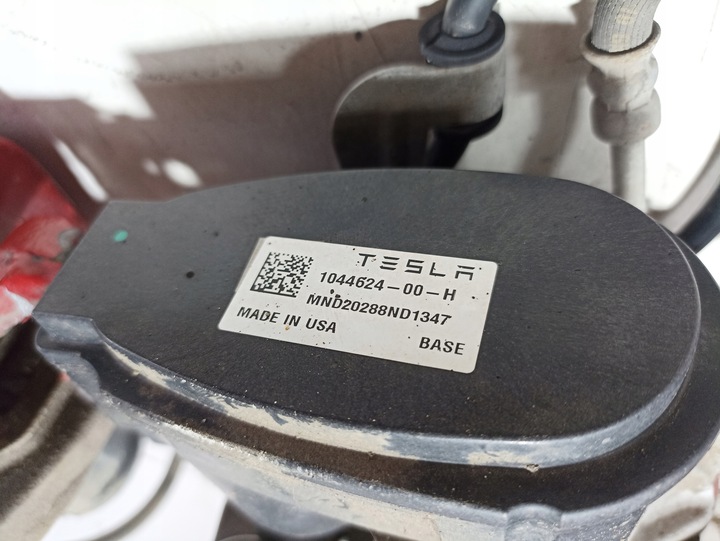 TESLA
1044624-00-H
MND20288ND1347
MADE IN USA
BASE